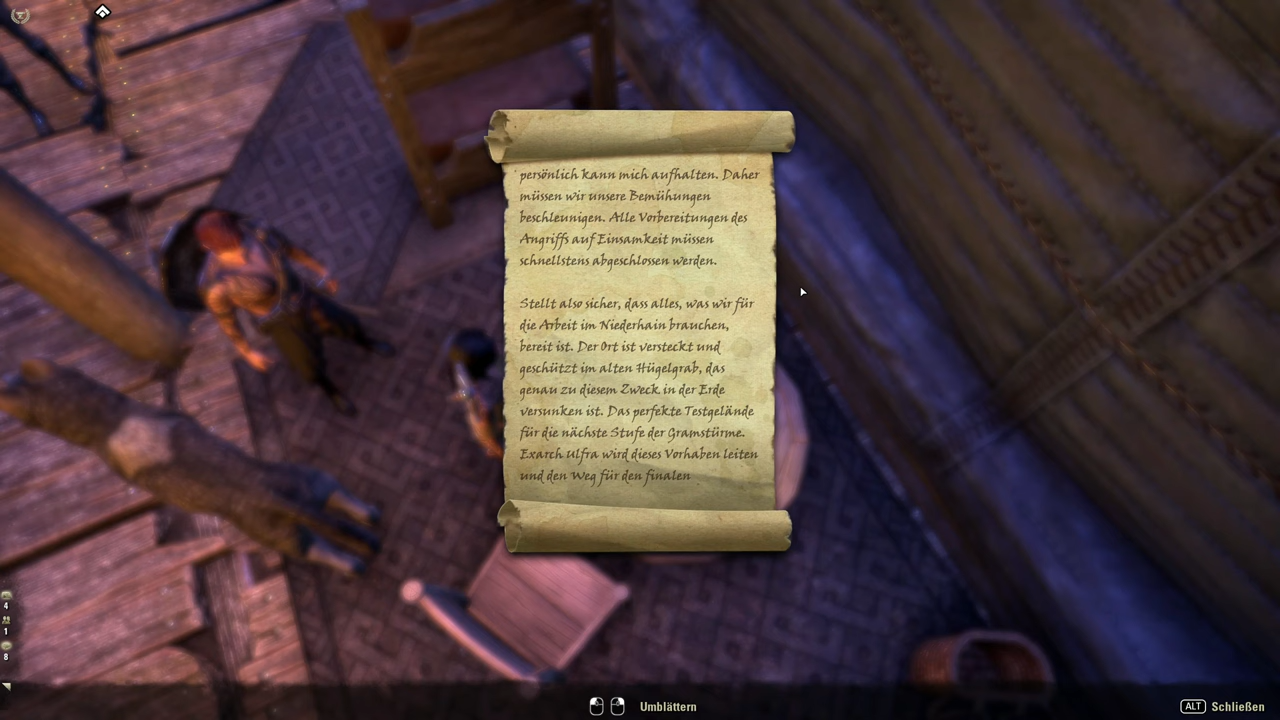 persönlich kann mich aufhalten. Daher
müssen wir unsere Bemühungen
beschleunigen. Alle Vorbereitungen des
Angriffs auf Einsamkeit müssen
schnellstens abgeschlossen werden.
Stellt also sicher, dass alles, was wir für
die Arbeit im Niederhain brauchen,
bereit ist. Der Ort ist versteckt und
geschützt im alten Hügelgrab, das
genau zu diesem Zweck in der Erde
versunken ist. Das perfekte Testgelände
für die nächste Stufe der Gramstürme.
Exarch Ulfra wird dieses Vorhaben leiten
und den Weg für den finalen
4
1
8
Umblättern
ALT Schließen